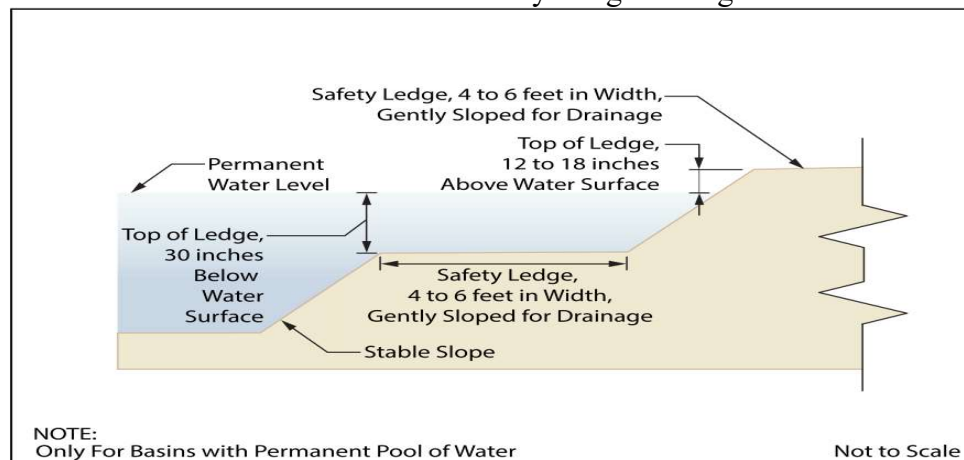 Safety Ledge, 4 to 6 feet in Width,
Gently Sloped for Drainage
Top of Ledge,
12 to 18 inches
Above Water Surface
Permanent
Water Level
Top of Ledge,
30 inches
Below
Water
Surface
Safety Ledge,
4 to 6 feet in Width,
Gently Sloped for Drainage
Stable Slope
NOTE:
Only For Basins with Permanent Pool of Water
Not to Scale